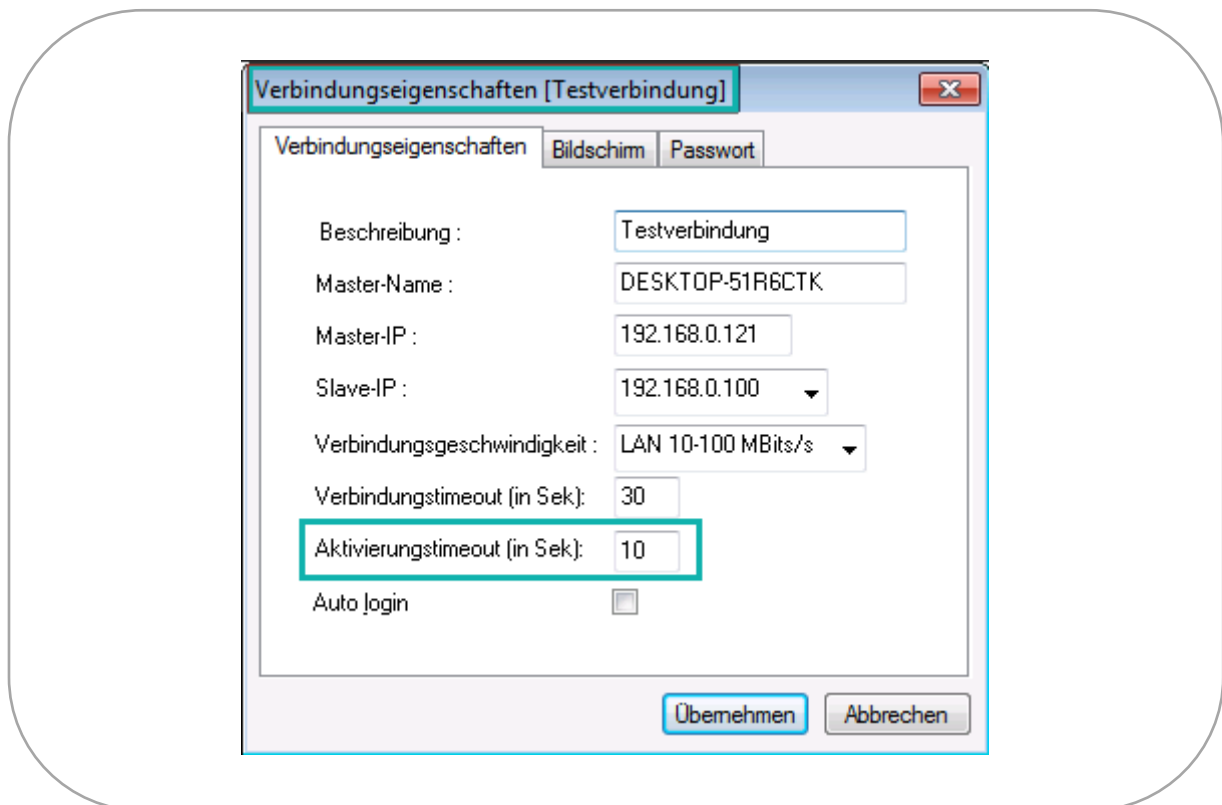 Verbindungseigenschaften [Testverbindung]
Verbindungseigenschaften Bildschirm Passwort
Beschreibung : Testverbindung
Master-Name : DESKTOP-51R6CTK
Master-IP : 192.168.0.121
Slave-IP : 192.168.0.100
Verbindungsgeschwindigkeit : LAN 10-100 MBits/s
Verbindungstimeout (in Sek): 30
Aktivierungstimeout (in Sek): 10
Auto login
Übernehmen Abbrechen